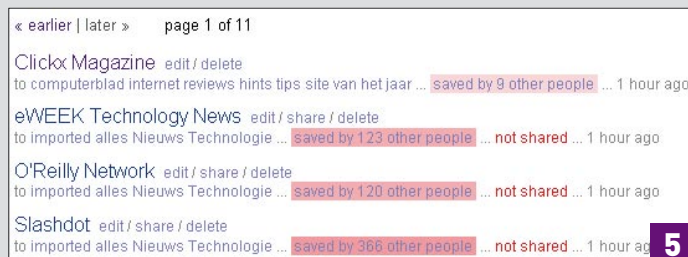 « earlier | later » page 1 of 11
Clickx Magazine edit / delete
to computerblad internet reviews hints tips site van het jaar ... saved by 9 other people ... 1 hour ago
eWEEK Technology News edit / share / delete
to imported alles Nieuws Technologie ... saved by 123 other people ... not shared ... 1 hour ago
O'Reilly Network edit / share / delete
to imported alles Nieuws Technologie ... saved by 120 other people ... not shared ... 1 hour ago
Slashdot edit / share / delete
to imported alles Nieuws Technologie ... saved by 366 other people ... not shared ... 1 hour ag
5